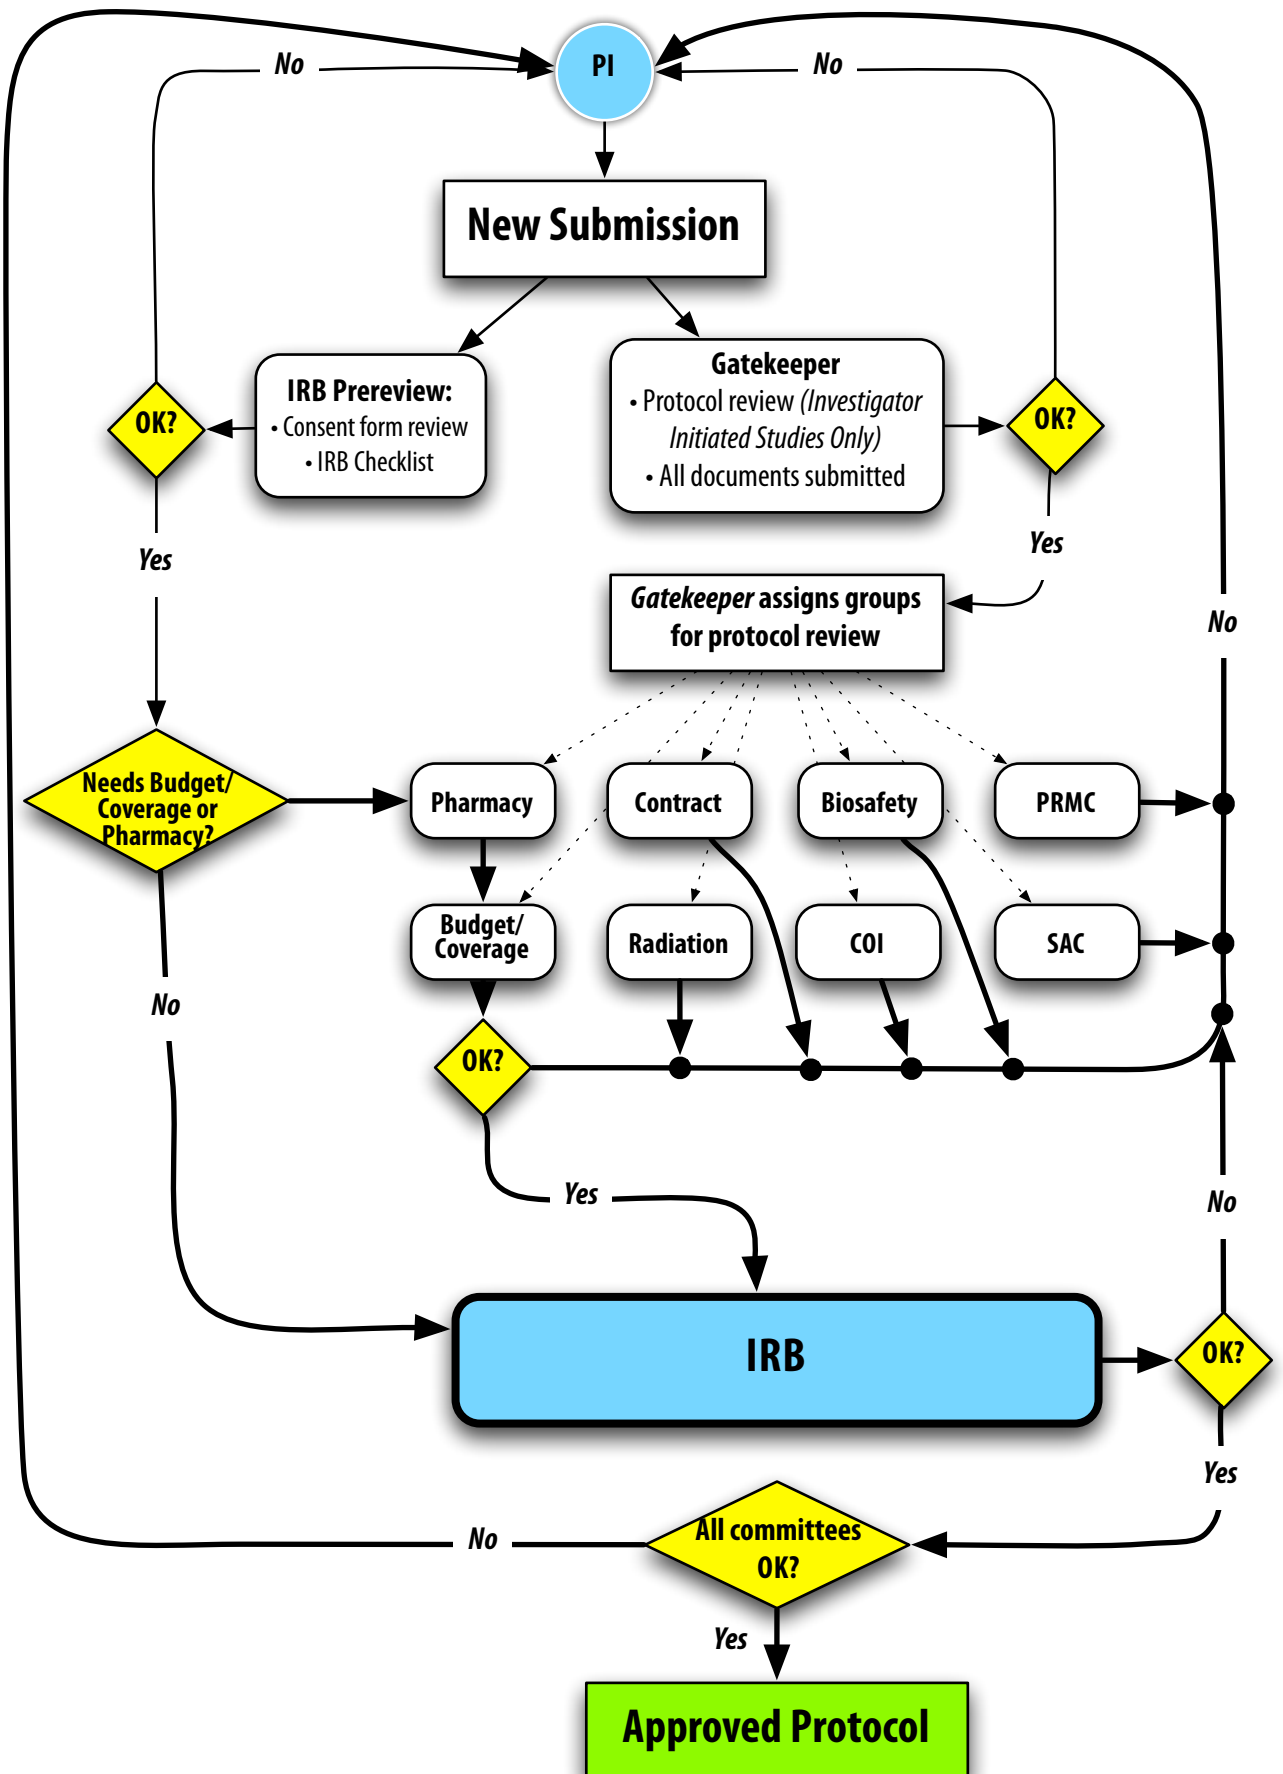 No
PI
No
New Submission
IRB Prereview:
• Consent form review
• IRB Checklist
Gatekeeper
• Protocol review (Investigator
Initiated Studies Only)
• All documents submitted
OK?
OK?
Yes
Yes
Gatekeeper assigns groups
for protocol review
No
Needs Budget/
Coverage or
Pharmacy?
Pharmacy
Contract
Biosafety
PRMC
Budget/
Coverage
Radiation
COI
SAC
No
OK?
Yes
No
IRB
OK?
Yes
All committees
OK?
No
Yes
Approved Protocol